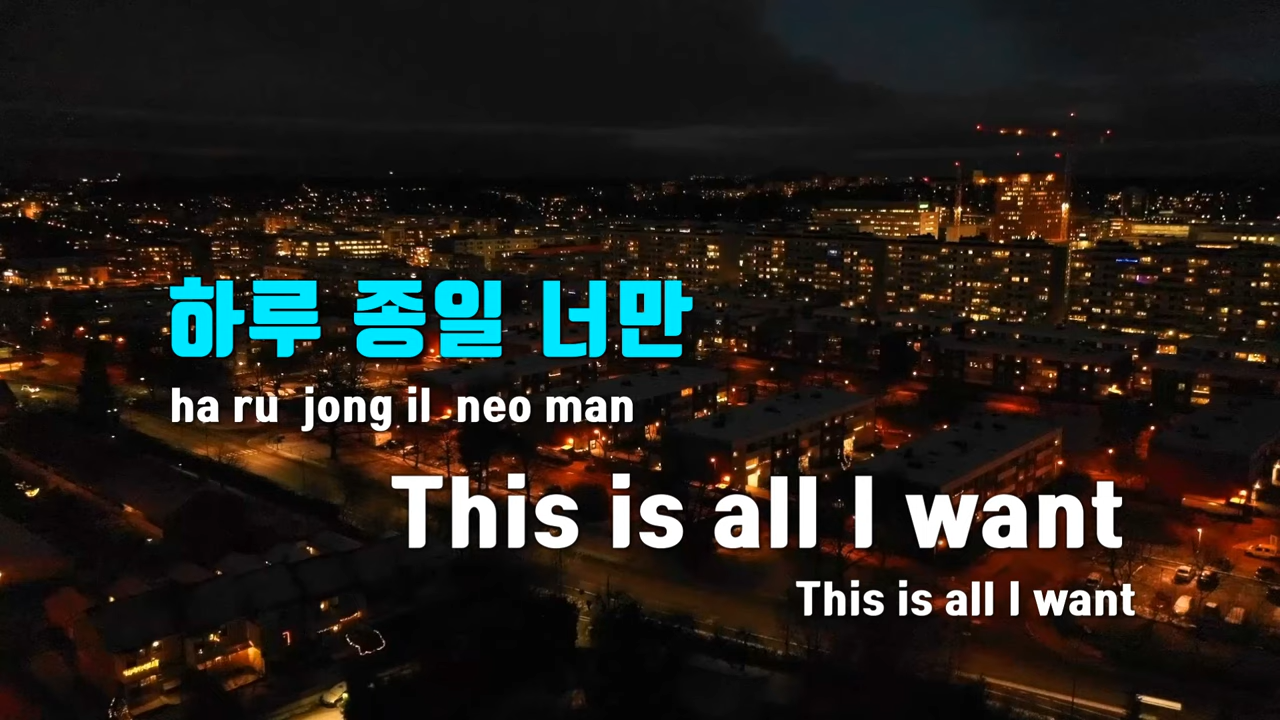 하루 종일 너만
ha ru jong il neo man
This is all I want
This is all I want